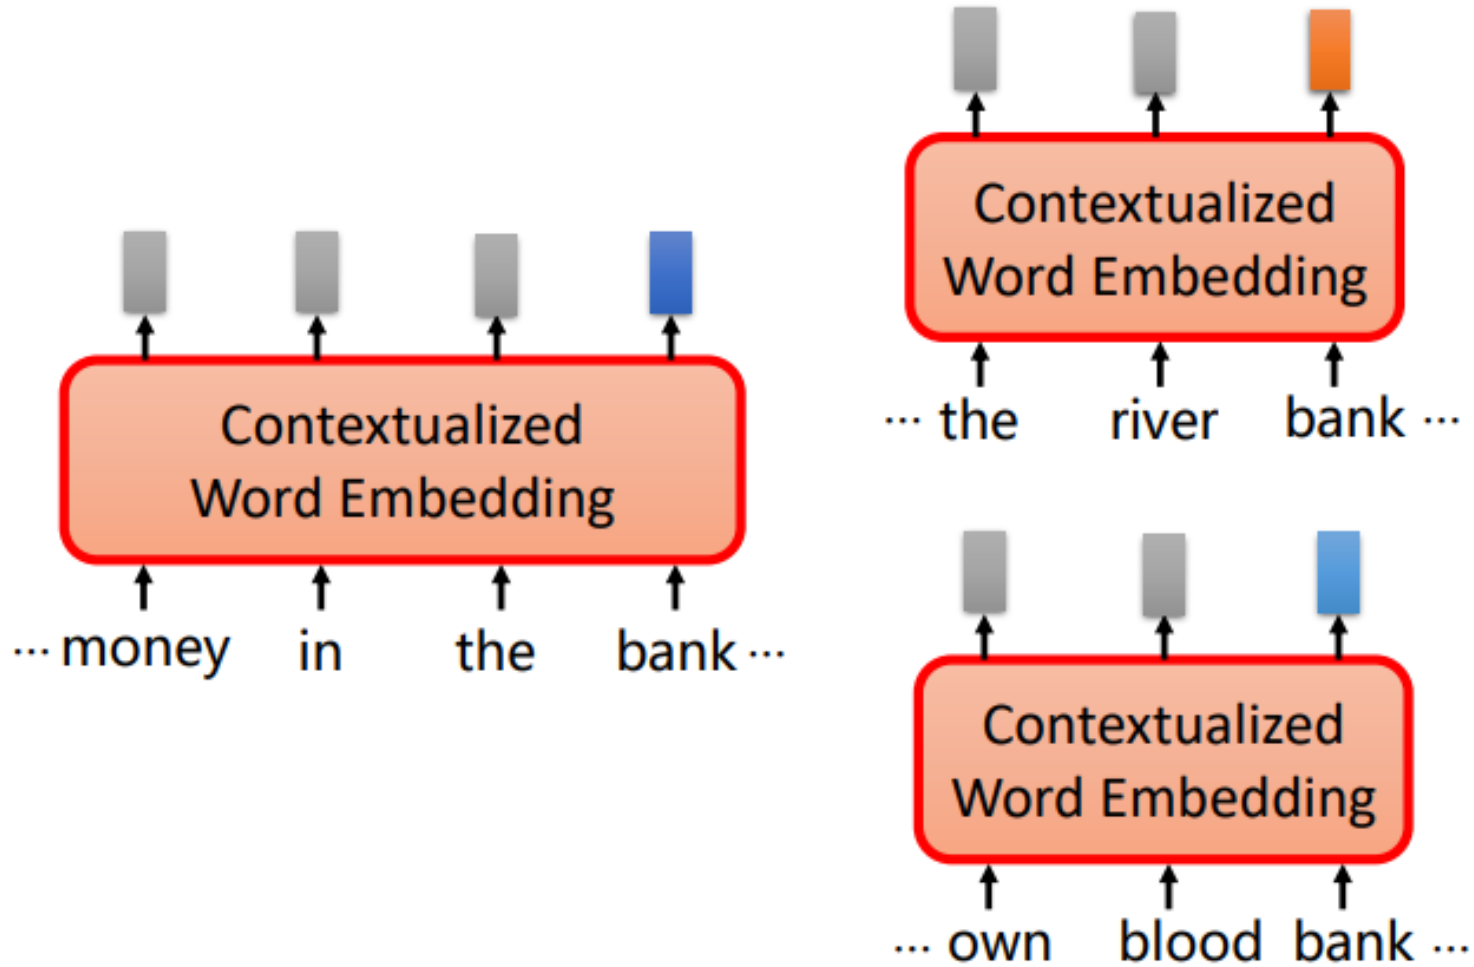 Contextualized
Word Embedding
… money in the bank …
Contextualized
Word Embedding
… the river bank …
Contextualized
Word Embedding
… own blood bank …